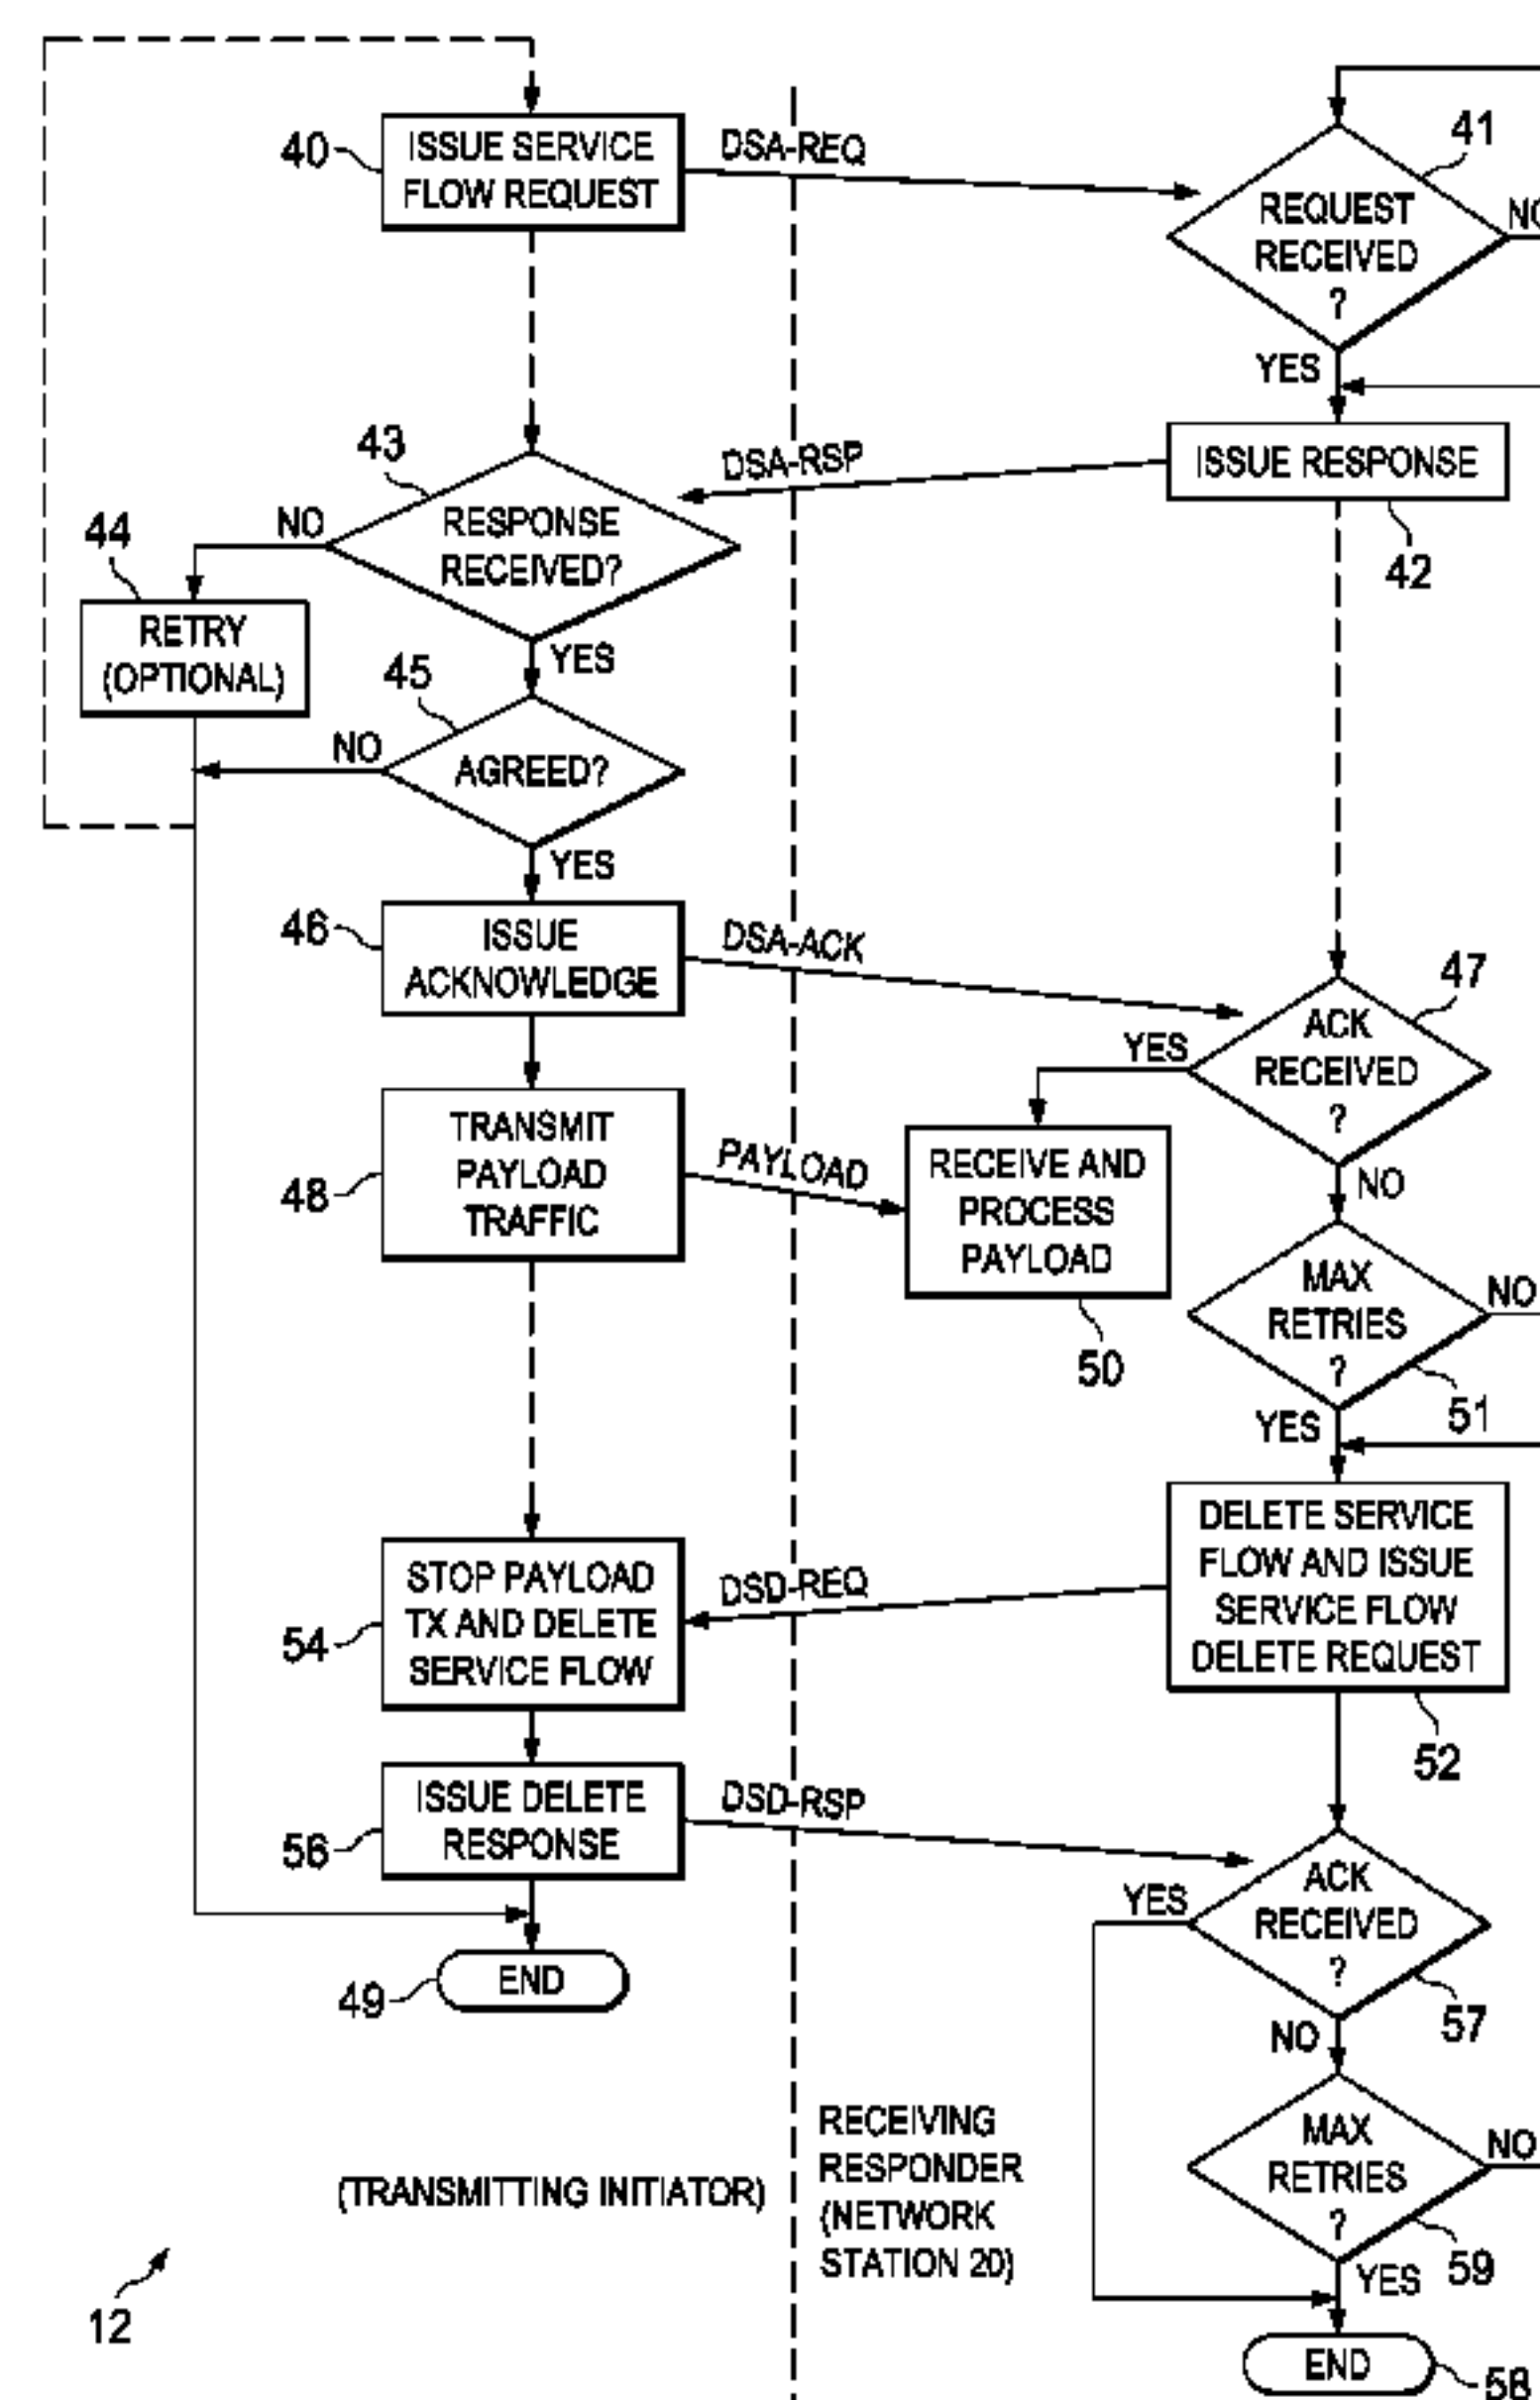 40
ISSUE SERVICE
FLOW REQUEST
DSA-REQ
41
REQUEST
RECEIVED
?
NO
YES
ISSUE RESPONSE
42
DSA-RSP
43
RESPONSE
RECEIVED?
NO
44
RETRY
(OPTIONAL)
YES
45
AGREED?
NO
YES
46
ISSUE
ACKNOWLEDGE
DSA-ACK
47
ACK
RECEIVED
?
YES
NO
48
TRANSMIT
PAYLOAD
TRAFFIC
PAYLOAD
RECEIVE AND
PROCESS
PAYLOAD
50
MAX
RETRIES
?
NO
51
YES
DELETE SERVICE
FLOW AND ISSUE
SERVICE FLOW
DELETE REQUEST
52
DSD-REQ
54
STOP PAYLOAD
TX AND DELETE
SERVICE FLOW
56
ISSUE DELETE
RESPONSE
DSD-RSP
ACK
RECEIVED
?
YES
57
NO
49
END
MAX
RETRIES
?
NO
59
YES
END
58
(TRANSMITTING INITIATOR)
RECEIVING
RESPONDER
(NETWORK
STATION 20)
12